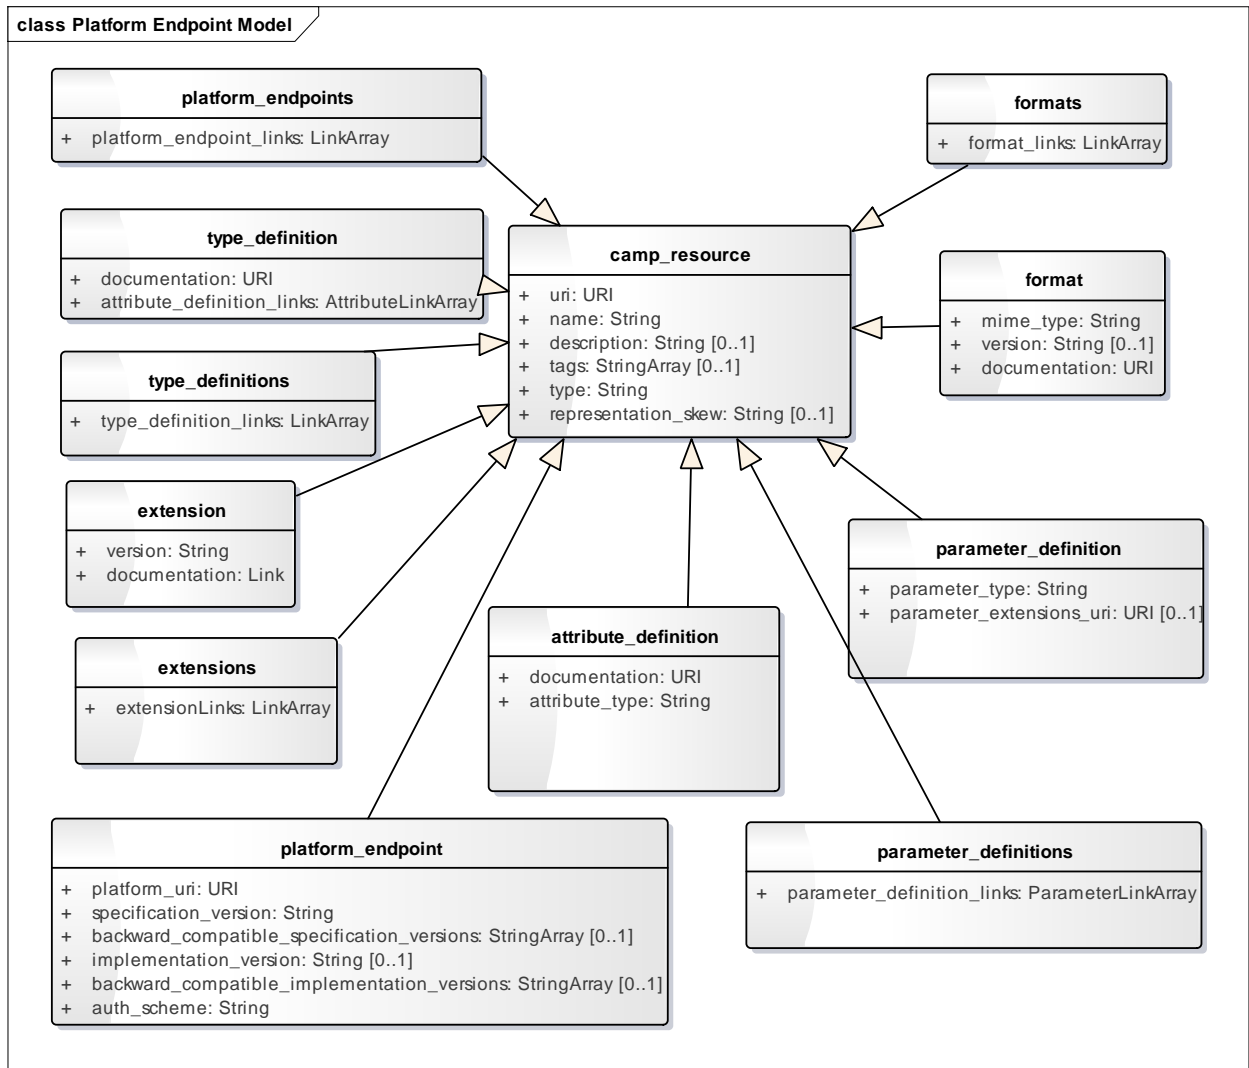 class Platform Endpoint Model
platform_endpoints
+ platform_endpoint_links: LinkArray
formats
+ format_links: LinkArray
type_definition
+ documentation: URI
+ attribute_definition_links: AttributeLinkArray
camp_resource
+ uri: URI
+ name: String
+ description: String [0..1]
+ tags: StringArray [0..1]
+ type: String
+ representation_skew: String [0..1]
format
+ mime_type: String
+ version: String [0..1]
+ documentation: URI
type_definitions
+ type_definition_links: LinkArray
extension
+ version: String
+ documentation: Link
parameter_definition
+ parameter_type: String
+ parameter_extensions_uri: URI [0..1]
extensions
+ extensionLinks: LinkArray
attribute_definition
+ documentation: URI
+ attribute_type: String
platform_endpoint
+ platform_uri: URI
+ specification_version: String
+ backward_compatible_specification_versions: StringArray [0..1]
+ implementation_version: String [0..1]
+ backward_compatible_implementation_versions: StringArray [0..1]
+ auth_scheme: String
parameter_definitions
+ parameter_definition_links: ParameterLinkArray